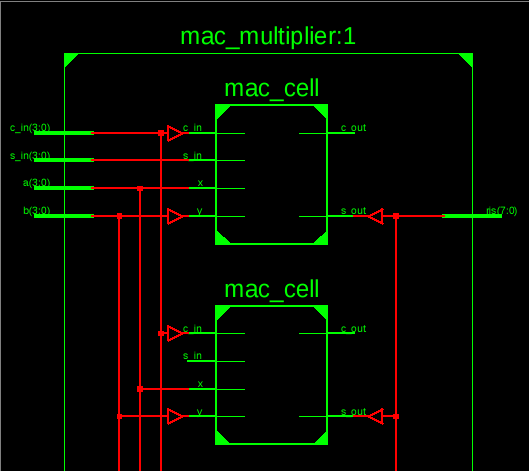 mac_multiplier:1
mac_cell
c_in(3:0)
c_in
c_out
s_in(3:0)
s_in
a(3:0)
x
b(3:0)
y
s_out
rls(7:0)
mac_cell
c_in
c_out
s_in
x
y
s_out